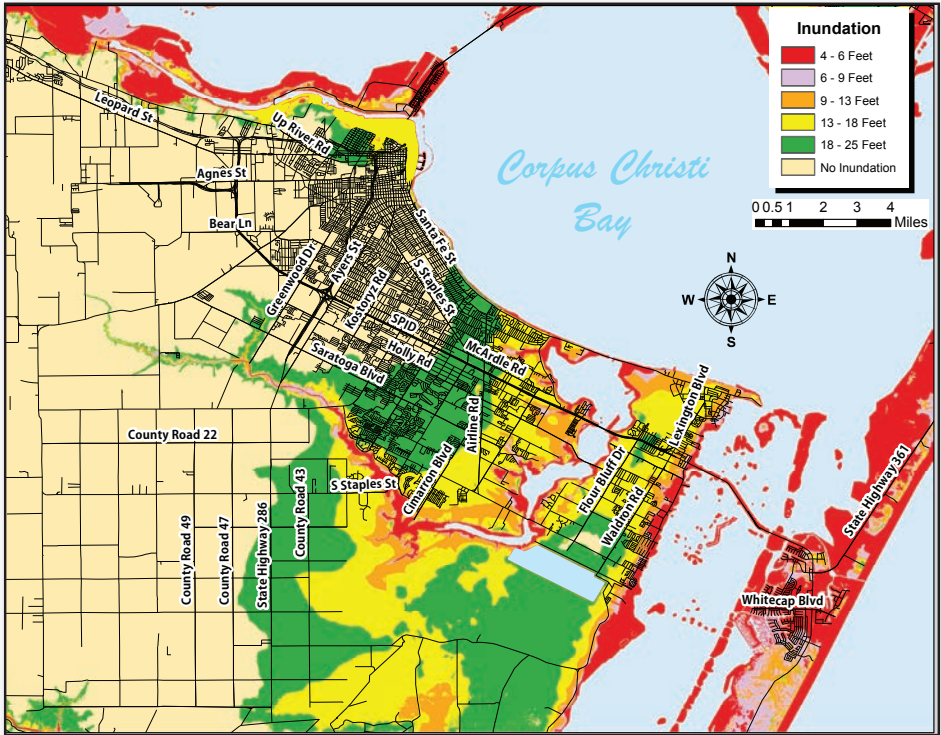 Inundation
4 - 6 Feet
6 - 9 Feet
9 - 13 Feet
13 - 18 Feet
18 - 25 Feet
No Inundation
0 0.5 1 2 3 4
Miles
N
W E
S
Corpus Christi
Bay
Leopard St
Up River Rd
Agnes St
Bear Ln
Santa Fe St
Greenwood Dr
Ayers St
Kostoryz Rd
S Staples St
SPID
Holly Rd
McArdle Rd
Saratoga Blvd
Lexington Blvd
Airline Rd
County Road 22
Cimarron Blvd
Flour Bluff Dr
State Highway 361
S Staples St
Waldron Rd
County Road 43
County Road 49
County Road 47
State Highway 286
Whitecap Blvd